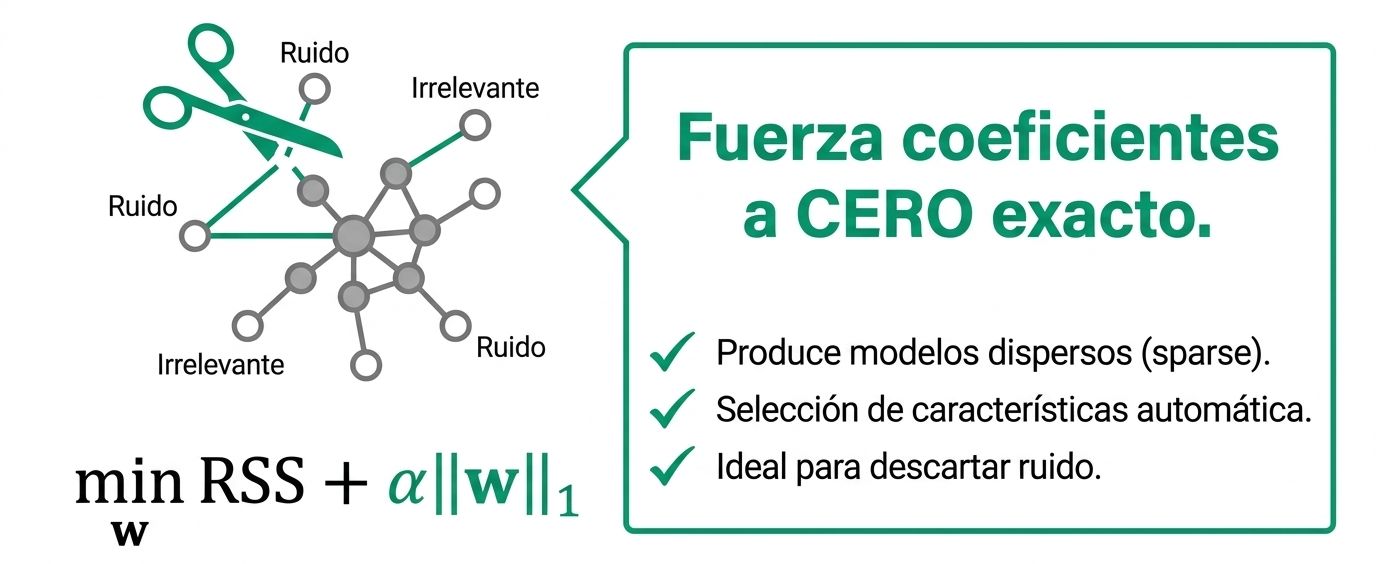 Ruido
Irrelevante
Ruido
Irrelevante
Ruido
min RSS + α||w||₁
w
Fuerza coeficientes
a CERO exacto.
Produce modelos dispersos (sparse).
Selección de características automática.
Ideal para descartar ruido.